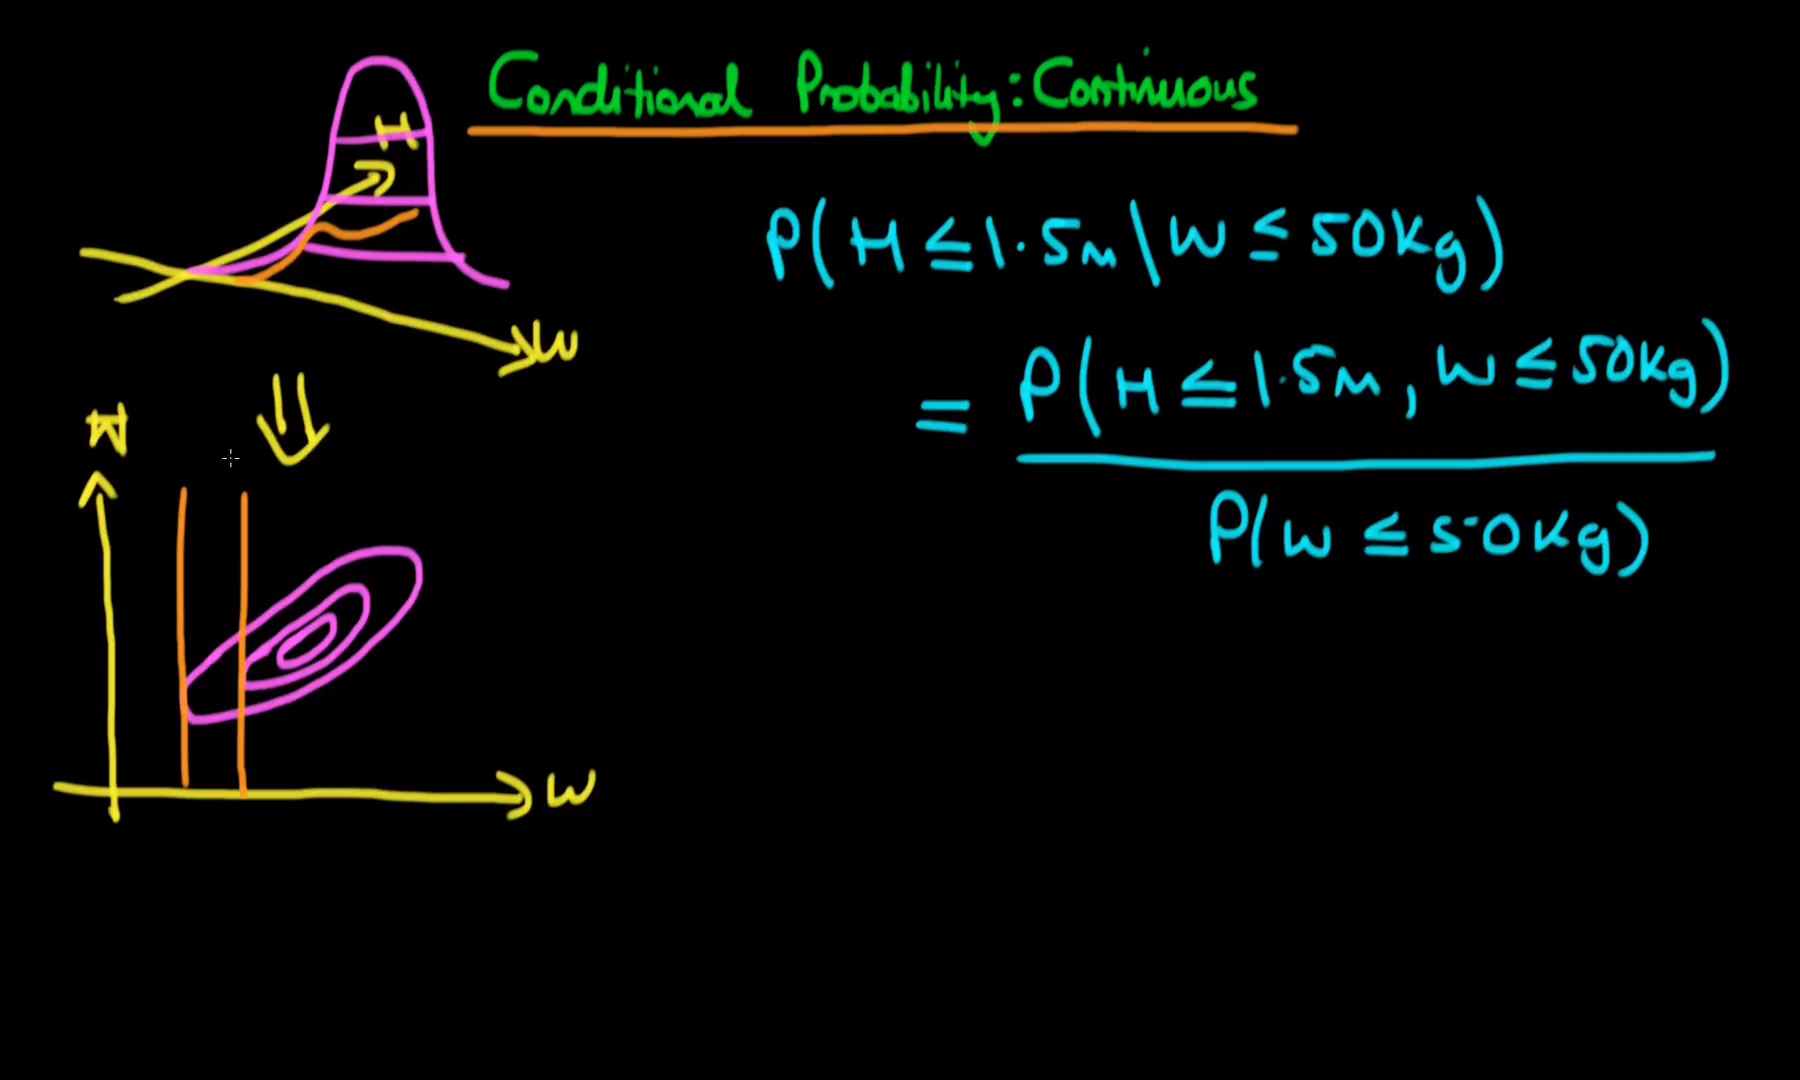 Conditional Probability: Continuous
H
P(H ≤ 1.5m | W ≤ 50kg)
W
= P(H ≤ 1.5m, W ≤ 50kg)
P(W ≤ 50kg)
H
W